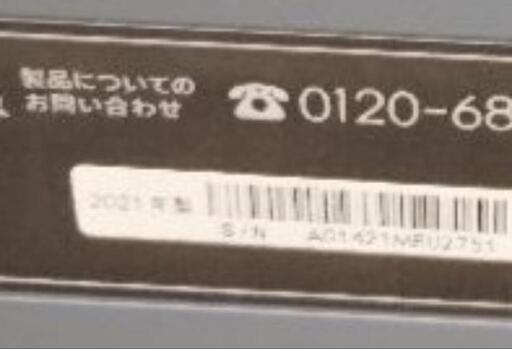 製品についての
お問い合わせ
☎0120-68
2021年製
S/N